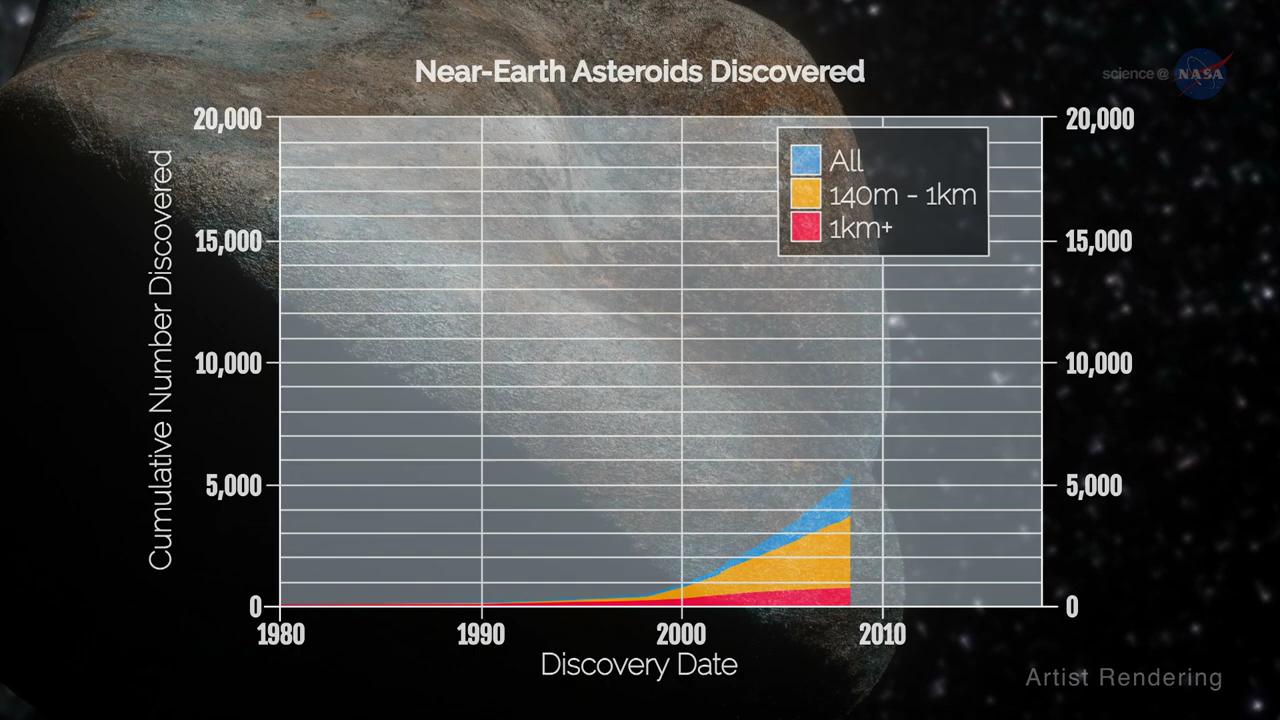 Near-Earth Asteroids Discovered
science@ NASA
20,000
20,000
All
140m - 1km
1km+
15,000
15,000
Cumulative Number Discovered
10,000
10,000
5,000
5,000
0
0
1980
1990
2000
2010
Discovery Date
Artist Rendering